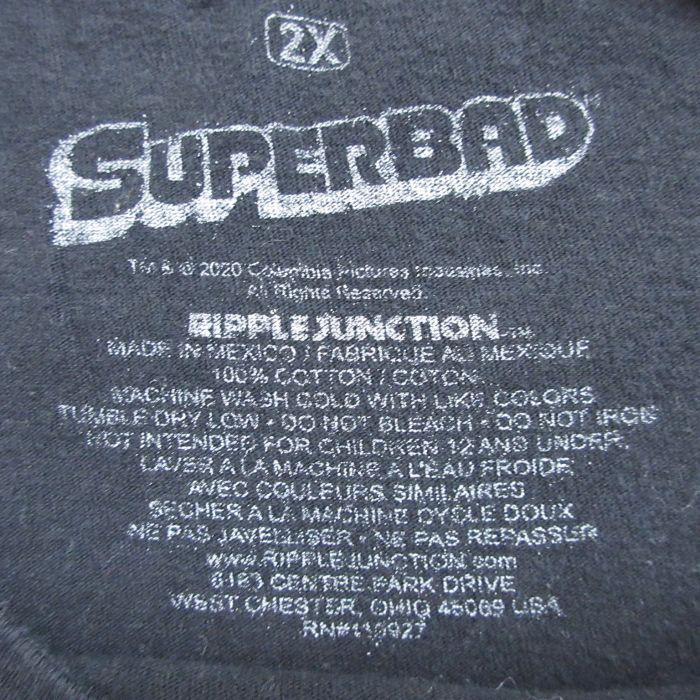 2X
SUPERBAD
TM & © 2020 Columbia Pictures Industries, Inc.
All Rights Reserved.
RIPPLE JUNCTION
MADE IN MEXICO / FABRIQUE AU MEXIQUE
100% COTTON / COTON
MACHINE WASH COLD WITH LIKE COLORS
TUMBLE DRY LOW • DO NOT BLEACH • DO NOT IRON
NOT INTENDED FOR CHILDREN 12 AND UNDER.
LAVER A LA MACHINE A L'EAU FROIDE
AVEC COULEURS SIMILAIRES
SECHER A LA MACHINE CYCLE DOUX
NE PAS JAVELLISER • NE PAS REPASSER
www.RIPPLEJUNCTION.com
CENTRE PARK DRIVE
WEST CHESTER, OHIO 45069 USA